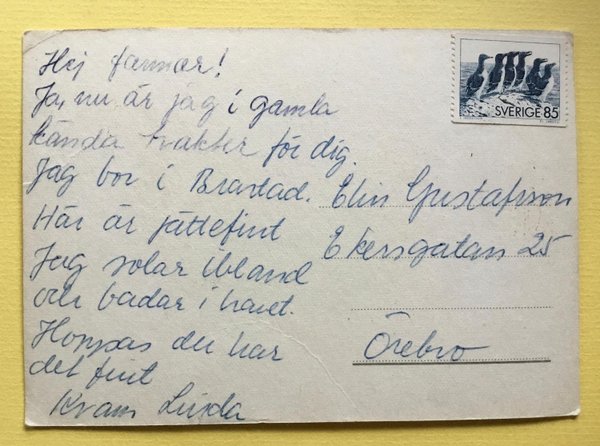 Hej farmor!
Ja, nu är jag i gamla
kända trakter för dig.
Jag bor i Brastad.
Här är jättefint
Jag solar ibland
och badar i havet.
Hoppas du har
det fint
Kram Linda
SVERIGE 85
Elin Gustafsson
Ekersgatan 25
Örebro